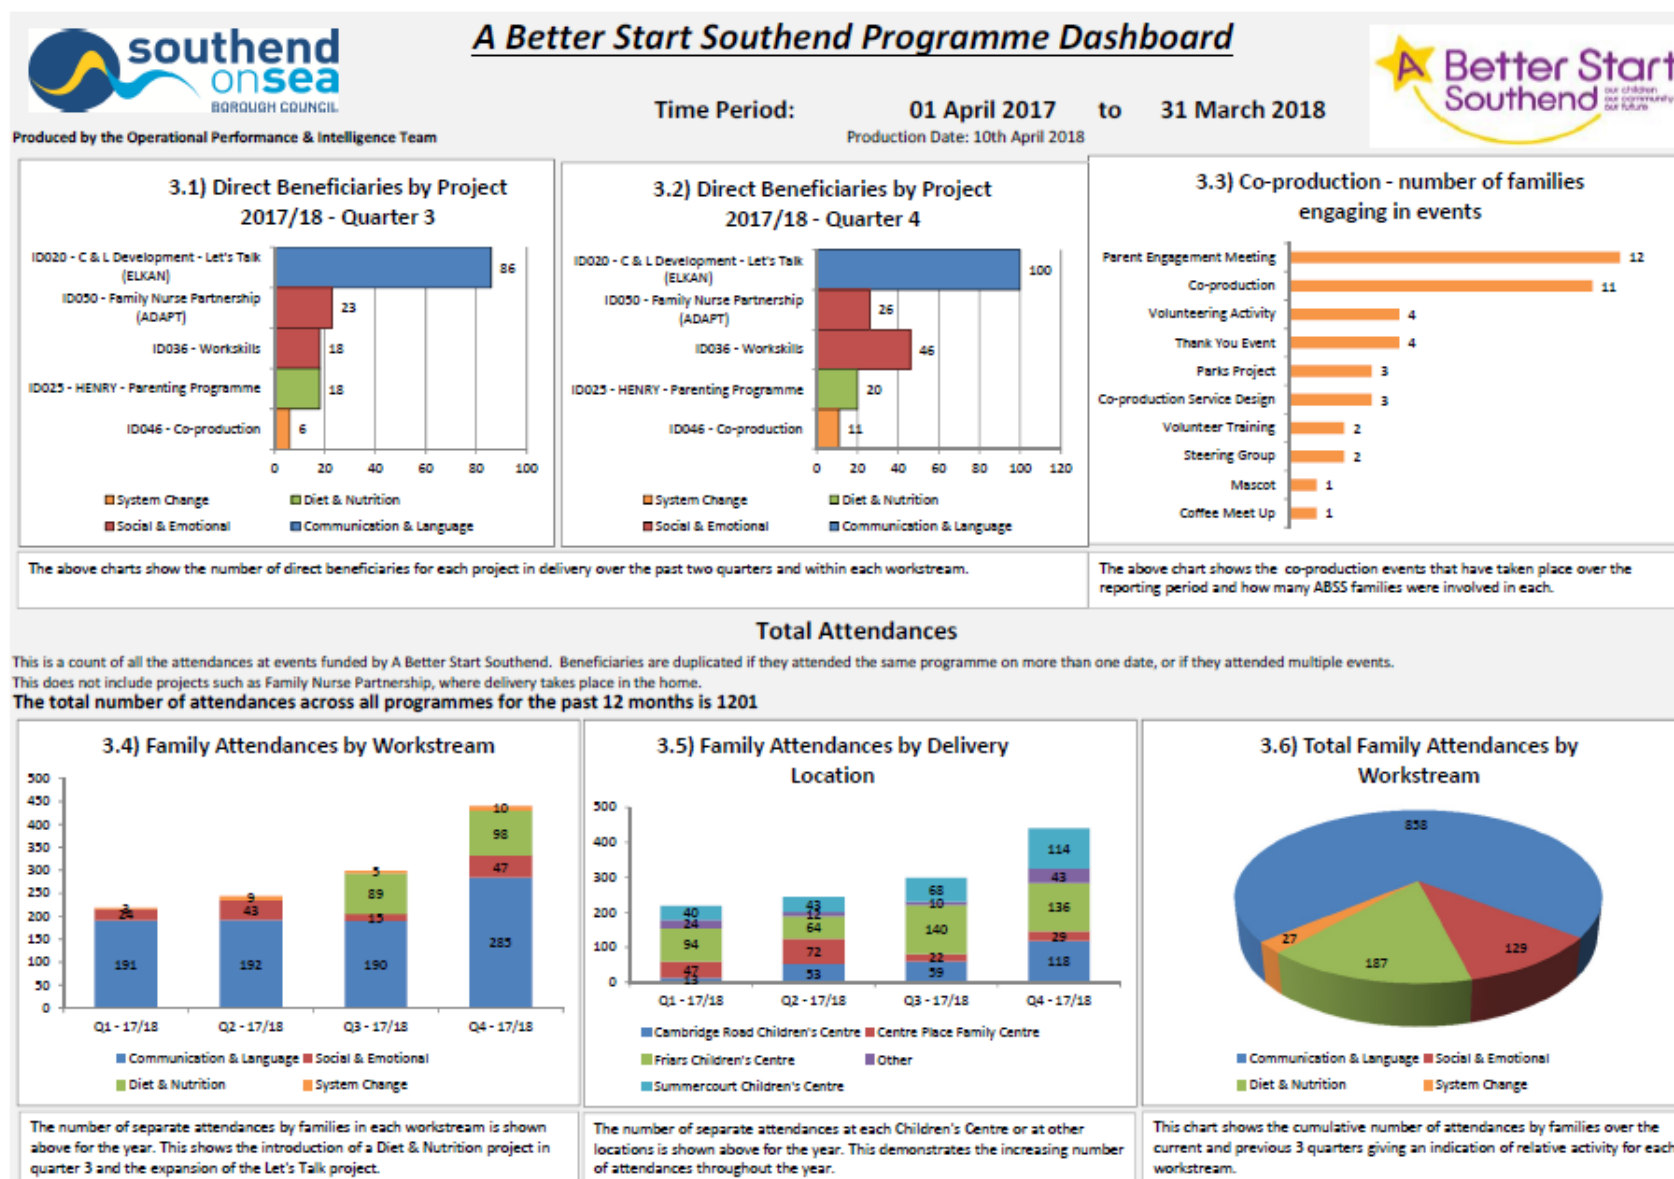 southend
onsea
BOROUGH COUNCIL
A Better Start Southend Programme Dashboard
A Better Start
Southend
our children
our community
our future
Time Period: 01 April 2017 to 31 March 2018
Produced by the Operational Performance & Intelligence Team
Production Date: 10th April 2018
3.1) Direct Beneficiaries by Project
2017/18 - Quarter 3
ID020 - C & L Development - Let's Talk
(ELKAN)
86
ID050 - Family Nurse Partnership
(ADAPT)
23
ID036 - Workskills
18
ID025 - HENRY - Parenting Programme
18
ID046 - Co-production
6
0 20 40 60 80 100
System Change Diet & Nutrition
Social & Emotional Communication & Language
3.2) Direct Beneficiaries by Project
2017/18 - Quarter 4
ID020 - C & L Development - Let's Talk
(ELKAN)
100
ID050 - Family Nurse Partnership
(ADAPT)
26
ID036 - Workskills
46
ID025 - HENRY - Parenting Programme
20
ID046 - Co-production
11
0 20 40 60 80 100 120
System Change Diet & Nutrition
Social & Emotional Communication & Language
3.3) Co-production - number of families
engaging in events
Parent Engagement Meeting 12
Co-production 11
Volunteering Activity 4
Thank You Event 4
Parks Project 3
Co-production Service Design 3
Volunteer Training 2
Steering Group 2
Mascot 1
Coffee Meet Up 1
The above charts show the number of direct beneficiaries for each project in delivery over the past two quarters and within each workstream.
The above chart shows the co-production events that have taken place over the
reporting period and how many ABSS families were involved in each.
Total Attendances
This is a count of all the attendances at events funded by A Better Start Southend. Beneficiaries are duplicated if they attended the same programme on more than one date, or if they attended multiple events.
This does not include projects such as Family Nurse Partnership, where delivery takes place in the home.
The total number of attendances across all programmes for the past 12 months is 1201
3.4) Family Attendances by Workstream
500
450
400
350
300
250
200
150
100
50
0
3
24
191
9
43
192
5
89
15
190
10
98
47
285
Q1 - 17/18 Q2 - 17/18 Q3 - 17/18 Q4 - 17/18
Communication & Language Social & Emotional
Diet & Nutrition System Change
3.5) Family Attendances by Delivery
Location
500
400
300
200
100
0
40
24
94
47
13
43
12
64
72
53
68
10
140
22
59
114
43
136
29
118
Q1 - 17/18 Q2 - 17/18 Q3 - 17/18 Q4 - 17/18
Cambridge Road Children's Centre Centre Place Family Centre
Friars Children's Centre Other
Summercourt Children's Centre
3.6) Total Family Attendances by
Workstream
858
27
187
129
Communication & Language Social & Emotional
Diet & Nutrition System Change
The number of separate attendances by families in each workstream is shown
above for the year. This shows the introduction of a Diet & Nutrition project in
quarter 3 and the expansion of the Let's Talk project.
The number of separate attendances at each Children's Centre or at other
locations is shown above for the year. This demonstrates the increasing number
of attendances throughout the year.
This chart shows the cumulative number of attendances by families over the
current and previous 3 quarters giving an indication of relative activity for each
workstream.